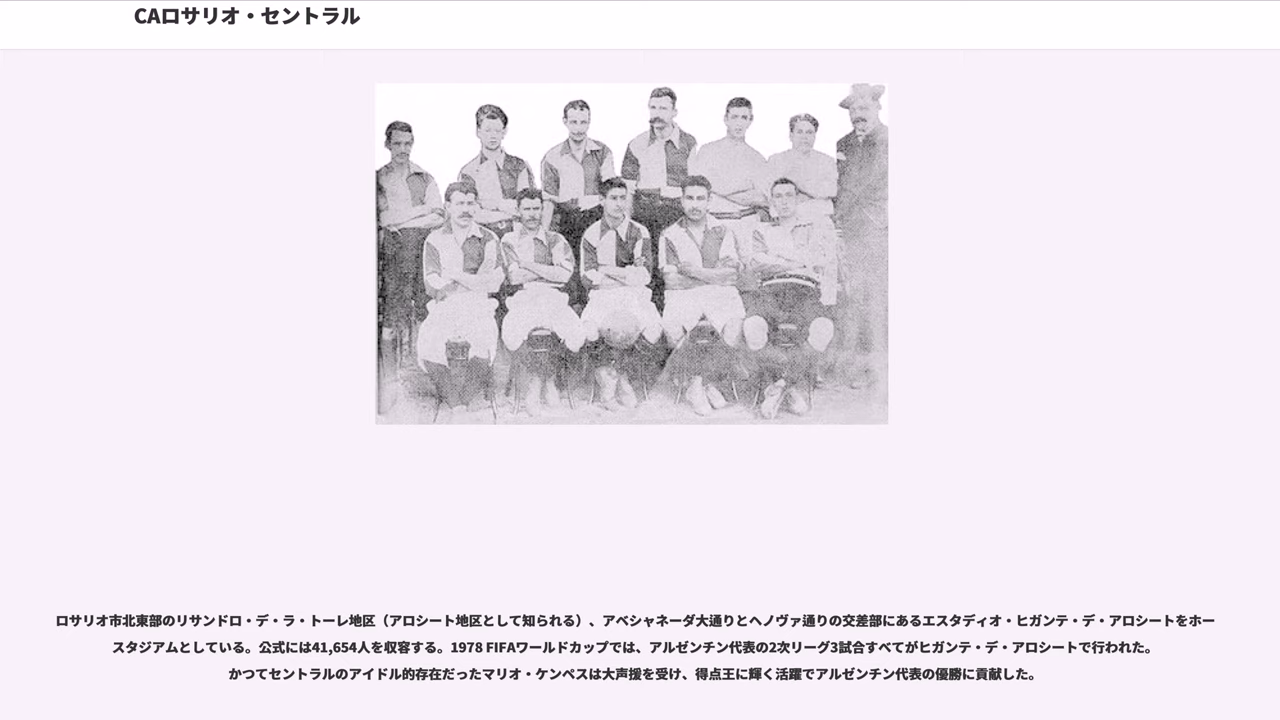 CAロサリオ・セントラル
ロサリオ市北東部のリサンドロ・デ・ラ・トーレ地区（アロシート地区として知られる）、アベシャネーダ大通りとヘノヴァ通りの交差部にあるエスタディオ・ヒガンテ・デ・アロシートをホー
スタジアムとしている。公式には41,654人を収容する。1978 FIFAワールドカップでは、アルゼンチン代表の2次リーグ3試合すべてがヒガンテ・デ・アロシートで行われた。
かつてセントラルのアイドル的存在だったマリオ・ケンペスは大声援を受け、得点王に輝く活躍でアルゼンチン代表の優勝に貢献した。